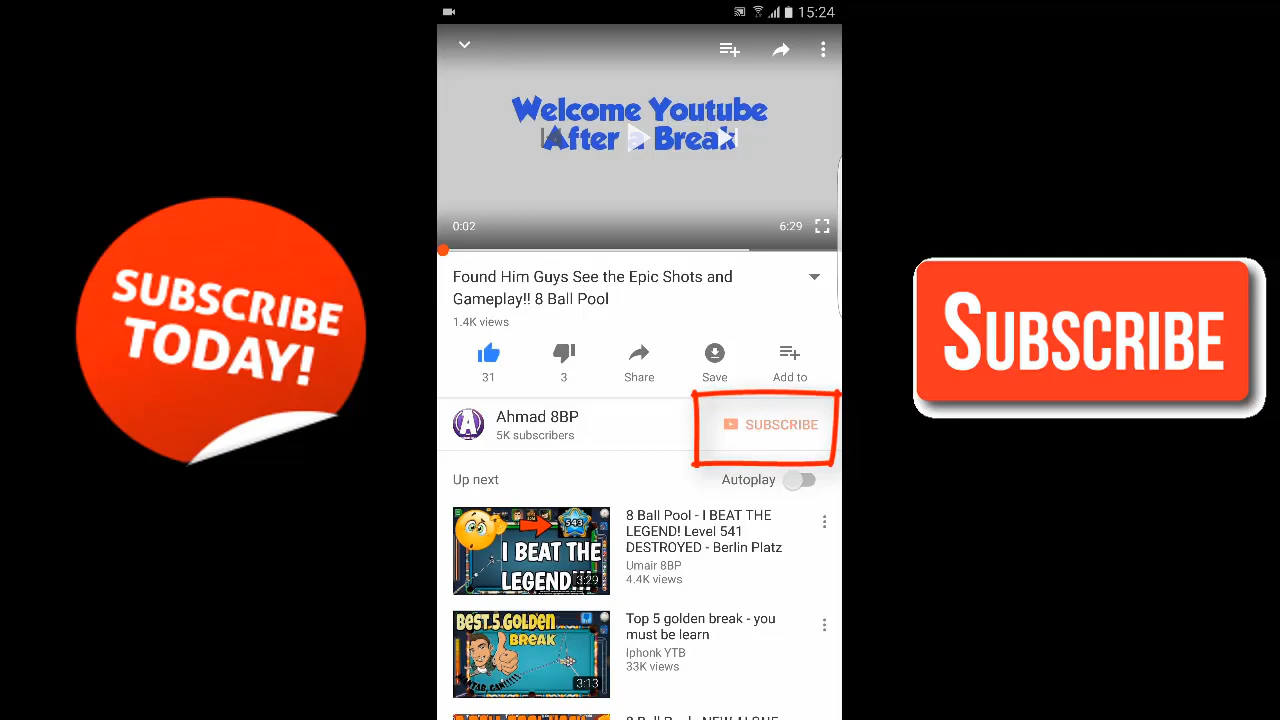 15:24
Welcome Youtube
After a Break
0:02
6:29
Found Him Guys See the Epic Shots and
Gameplay!! 8 Ball Pool
1.4K views
31
3
Share
Save
Add to
Ahmad 8BP
5K subscribers
SUBSCRIBE
Up next
Autoplay
543
I BEAT THE
LEGEND!!!
3:29
8 Ball Pool - I BEAT THE
LEGEND! Level 541
DESTROYED - Berlin Platz
Umair 8BP
4.4K views
BEST 5 GOLDEN
BREAK
3:13
Top 5 golden break - you
must be learn
Iphonk YTB
33K views
SUBSCRIBE
TODAY!
SUBSCRIBE